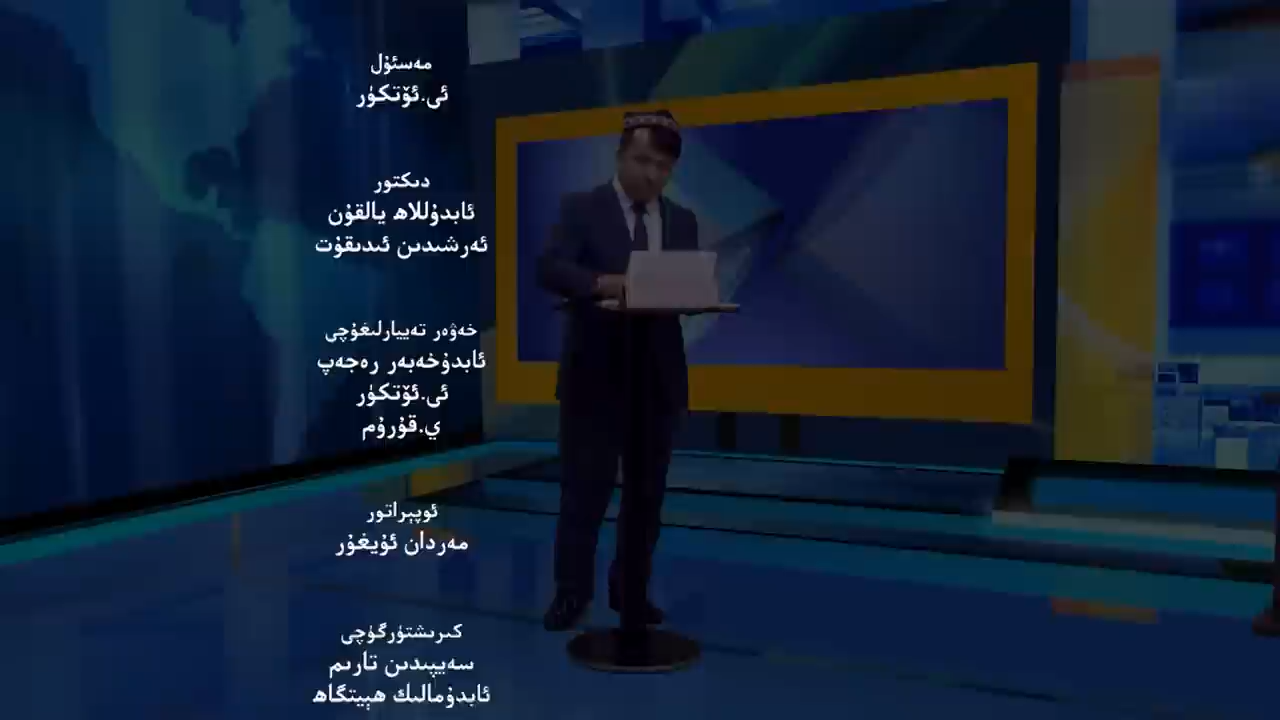 مەسئۇل
ئى.ئۆتكۈر
دىكتور
ئابدۇللاھ يالقۇن
ئەرشىدىن ئىدىقۇت
خەۋەر تەييارلىغۇچى
ئابدۇخەبەر رەجەپ
ئى.ئۆتكۈر
ي.قۇرۇم
ئوپېراتور
مەردان ئۇيغۇر
كىرىشتۈرگۈچى
سەيپىدىن تارىم
ئابدۇمالىك ھېيتگاھ